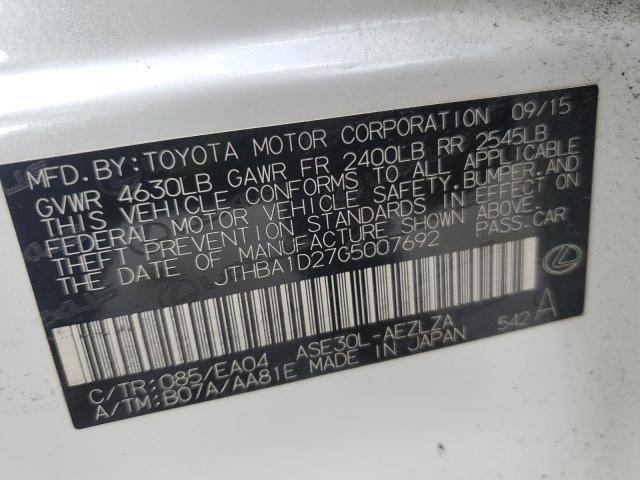 MFD. BY: TOYOTA MOTOR CORPORATION 09/15
GVWR 4630LB GAWR FR 2400LB RR 2545LB
THIS VEHICLE CONFORMS TO ALL APPLICABLE
FEDERAL MOTOR VEHICLE SAFETY, BUMPER, AND
THEFT PREVENTION STANDARDS IN EFFECT ON
THE DATE OF MANUFACTURE SHOWN ABOVE.
JTHBA1D27G5007692 PASS. CAR
C/TR: 085/EA04 ASE30L-AEZLZA 542 A
A/TM: B07A/AA81E MADE IN JAPAN